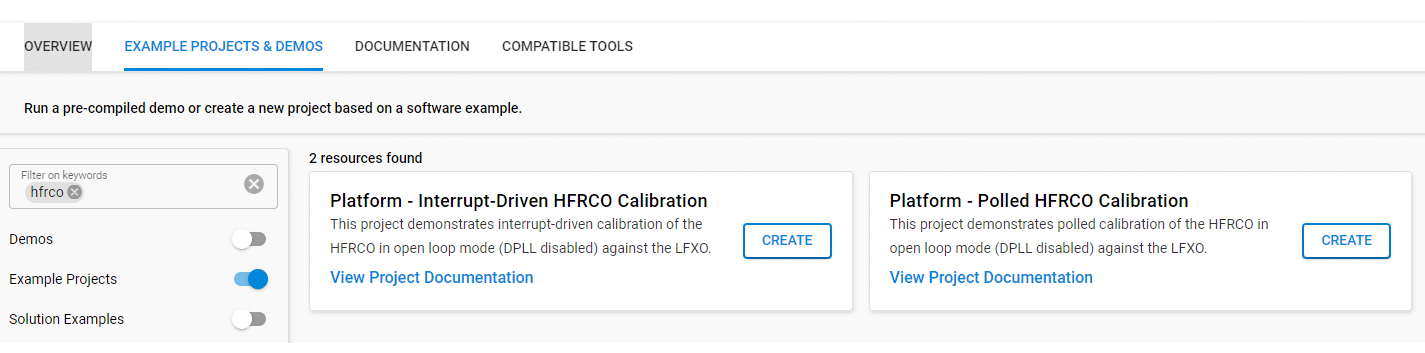 OVERVIEW
EXAMPLE PROJECTS & DEMOS
DOCUMENTATION
COMPATIBLE TOOLS
Run a pre-compiled demo or create a new project based on a software example.
Filter on keywords
hfrco
Demos
Example Projects
Solution Examples
2 resources found
Platform - Interrupt-Driven HFRCO Calibration
This project demonstrates interrupt-driven calibration of the
HFRCO in open loop mode (DPLL disabled) against the LFXO.
CREATE
View Project Documentation
Platform - Polled HFRCO Calibration
This project demonstrates polled calibration of the HFRCO in
open loop mode (DPLL disabled) against the LFXO.
CREATE
View Project Documentation